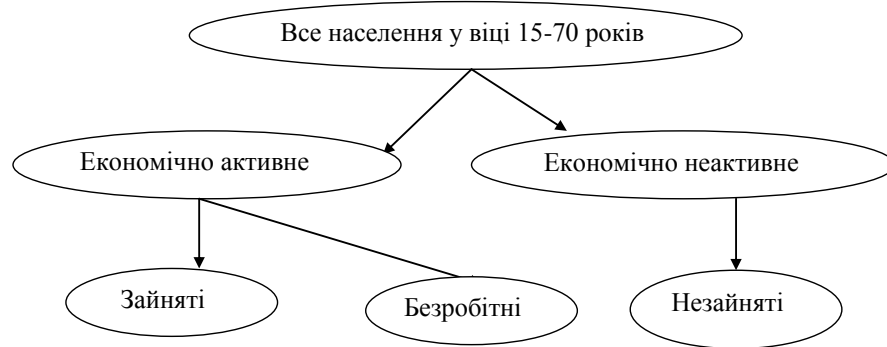 Все населення у віці 15-70 років
Економічно активне
Економічно неактивне
Зайняті
Безробітні
Незайняті